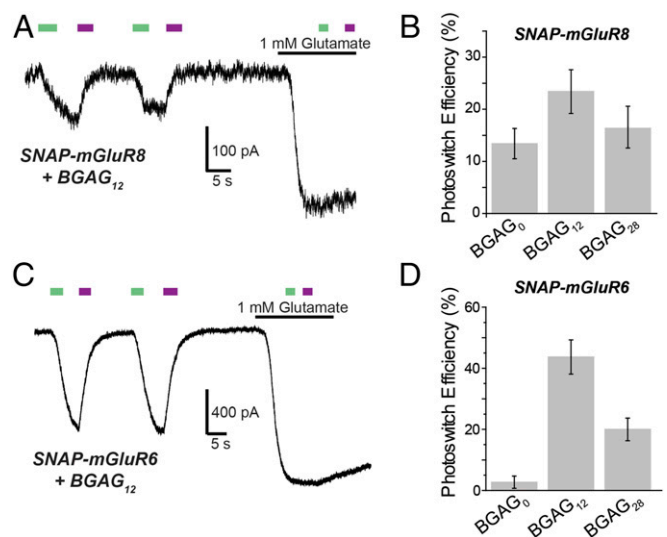 A
1 mM Glutamate
100 pA
5 s
SNAP-mGluR8
+ BGAG12
B
SNAP-mGluR8
Photoswitch Efficiency (%)
40
30
20
10
0
BGAG0
BGAG12
BGAG28
C
1 mM Glutamate
400 pA
5 s
SNAP-mGluR6
+ BGAG12
D
SNAP-mGluR6
Photoswitch Efficiency (%)
60
40
20
0
BGAG0
BGAG12
BGAG28